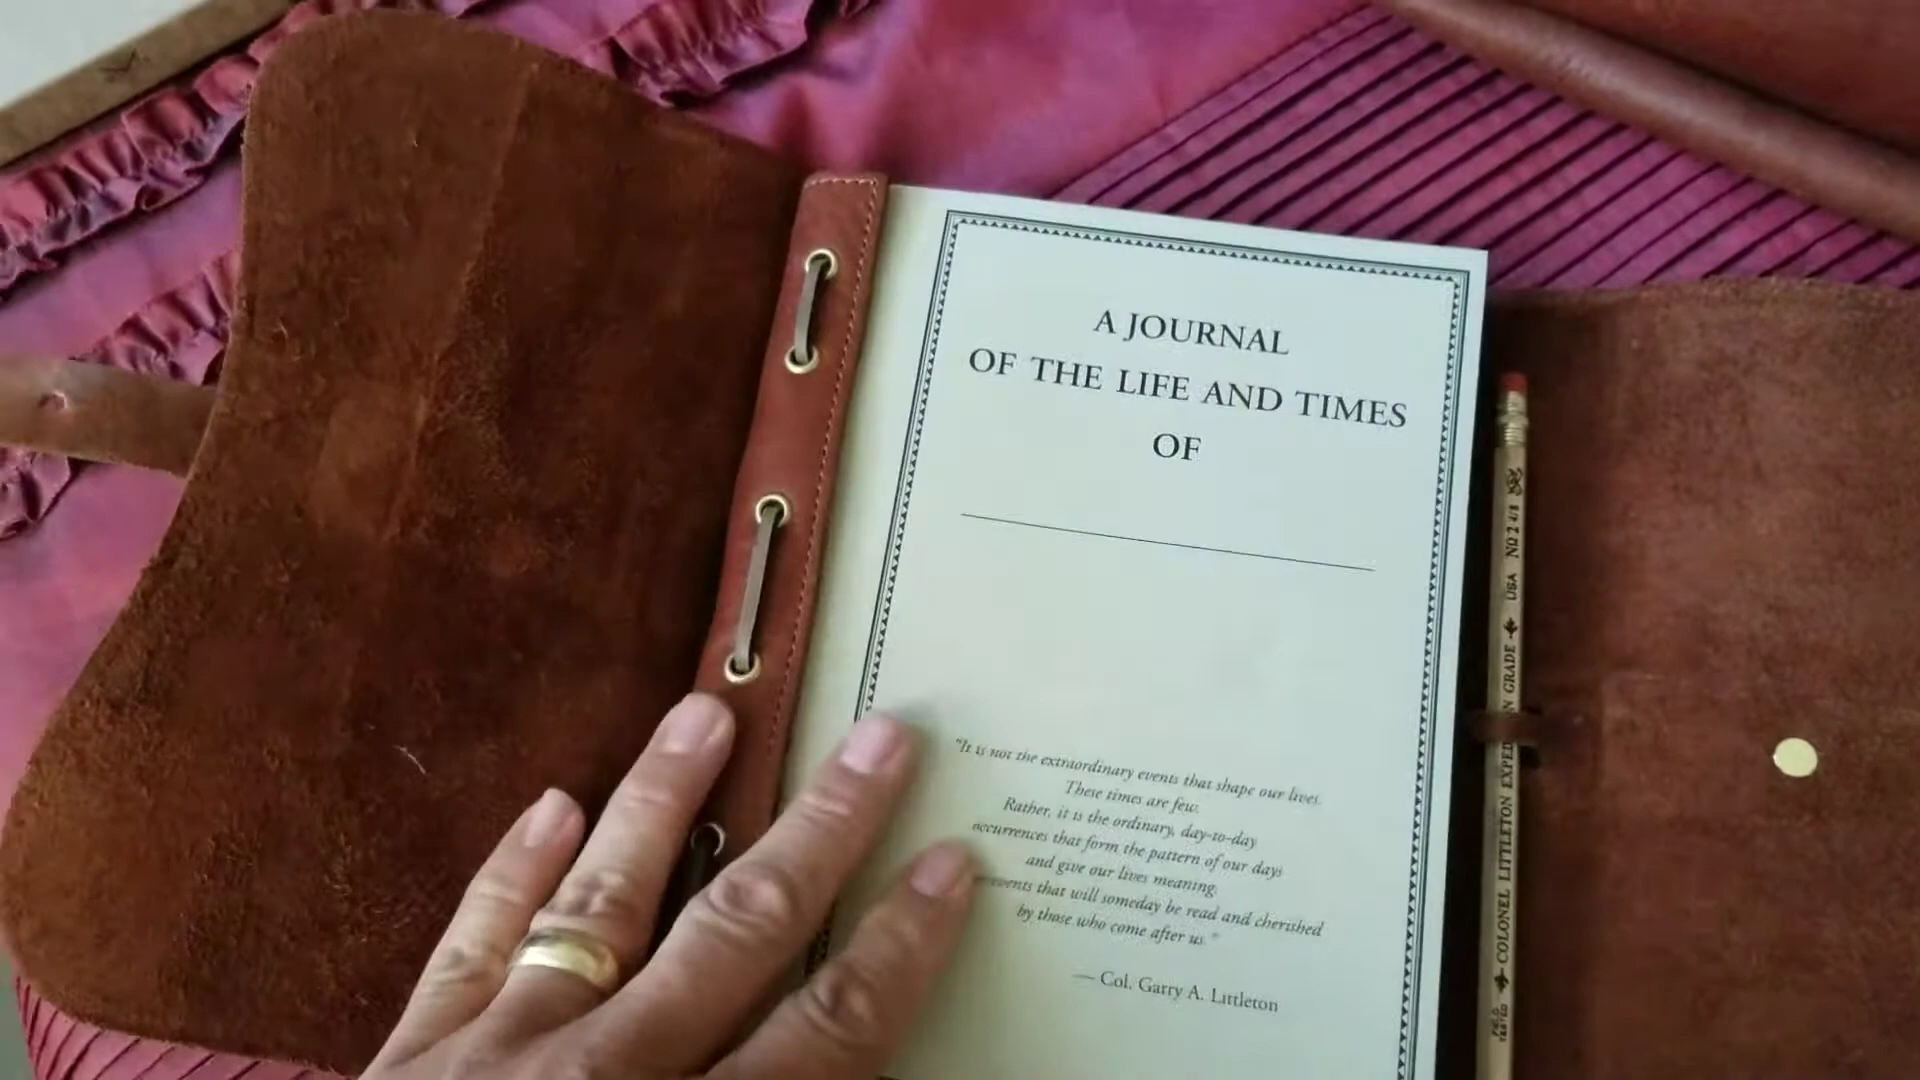 A JOURNAL
OF THE LIFE AND TIMES
OF
"It is not the extraordinary events that shape our lives.
These times are few.
Rather, it is the ordinary, day-to-day
occurrences that form the pattern of our days
and give our lives meaning,
events that will someday be read and cherished
by those who come after us."
— Col. Garry A. Littleton
COLONEL LITTLETON GRADE USA No 2 4/8